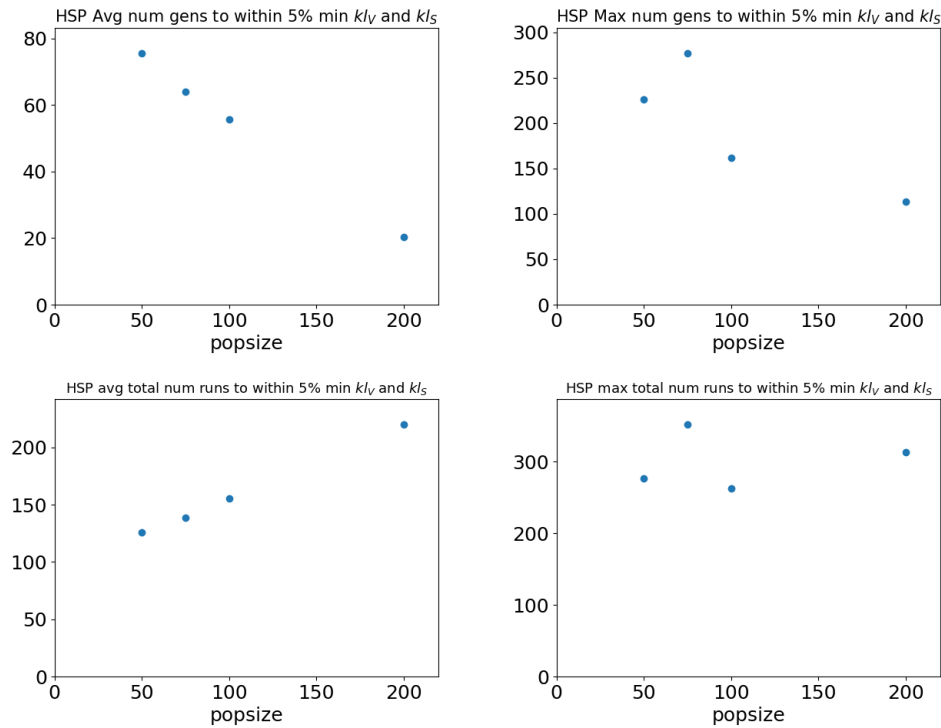 HSP Avg num gens to within 5% min kl_V and kl_S
80
60
40
20
0
0 50 100 150 200
popsize
HSP Max num gens to within 5% min kl_V and kl_S
300
250
200
150
100
50
0
0 50 100 150 200
popsize
HSP avg total num runs to within 5% min kl_V and kl_S
200
150
100
50
0
0 50 100 150 200
popsize
HSP max total num runs to within 5% min kl_V and kl_S
300
200
100
0
0 50 100 150 200
popsize